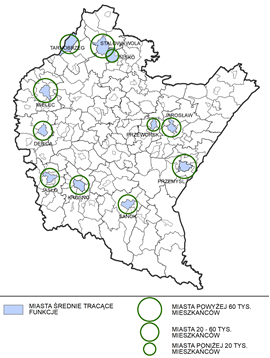 STALOWA WOLA
TARNOBRZEG
NISKO
MIELEC
JAROSŁAW
PRZEWORSK
DĘBICA
PRZEMYŚL
JASŁO
KROSNO
SANOK
MIASTA ŚREDNIE TRACĄCE
FUNKCJE
MIASTA POWYŻEJ 60 TYS.
MIESZKAŃCÓW
MIASTA 20 - 60 TYS.
MIESZKAŃCÓW
MIASTA PONIŻEJ 20 TYS.
MIESZKAŃCÓW